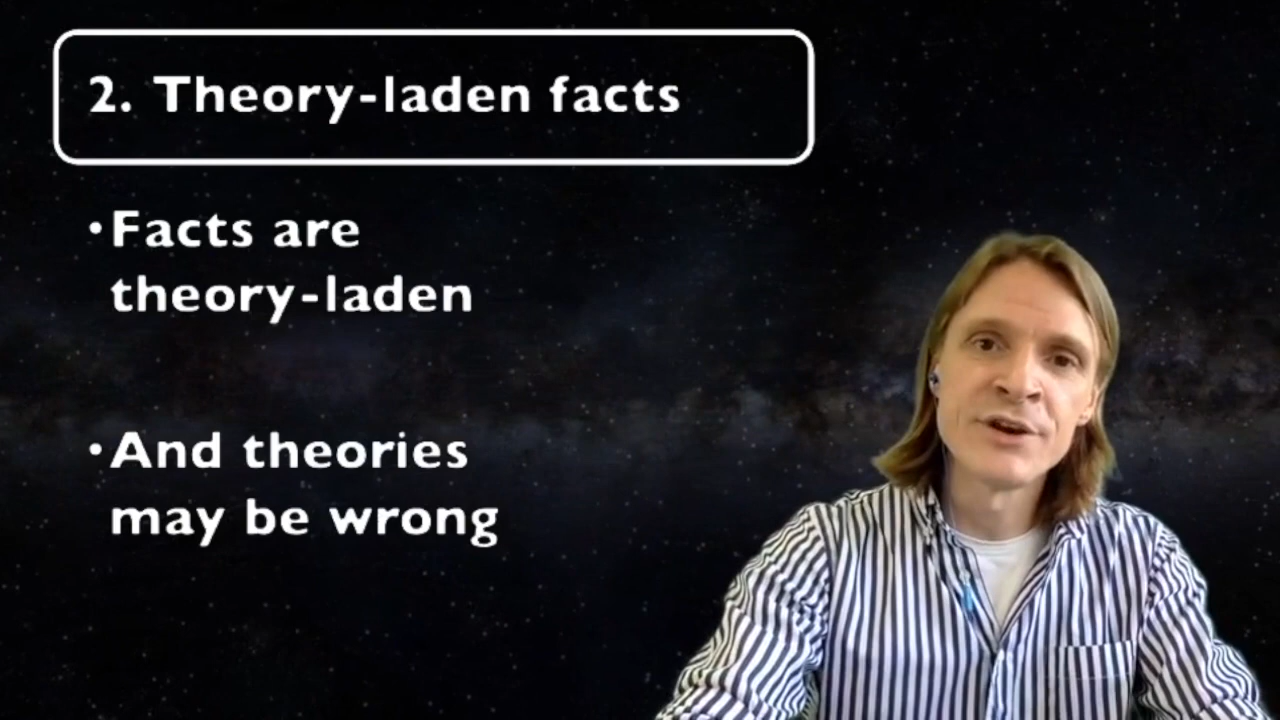 2. Theory-laden facts
•Facts are
theory-laden
•And theories
may be wrong